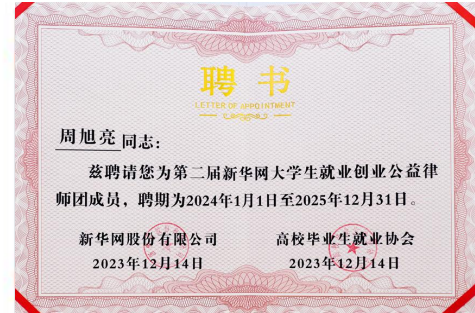 聘书
LETTER OF APPOINTMENT
周旭亮同志：
兹聘请您为第二届新华网大学生就业创业公益律
师团成员，聘期为2024年1月1日至2025年12月31日。
新华网股份有限公司 高校毕业生就业协会
2023年12月14日 2023年12月14日